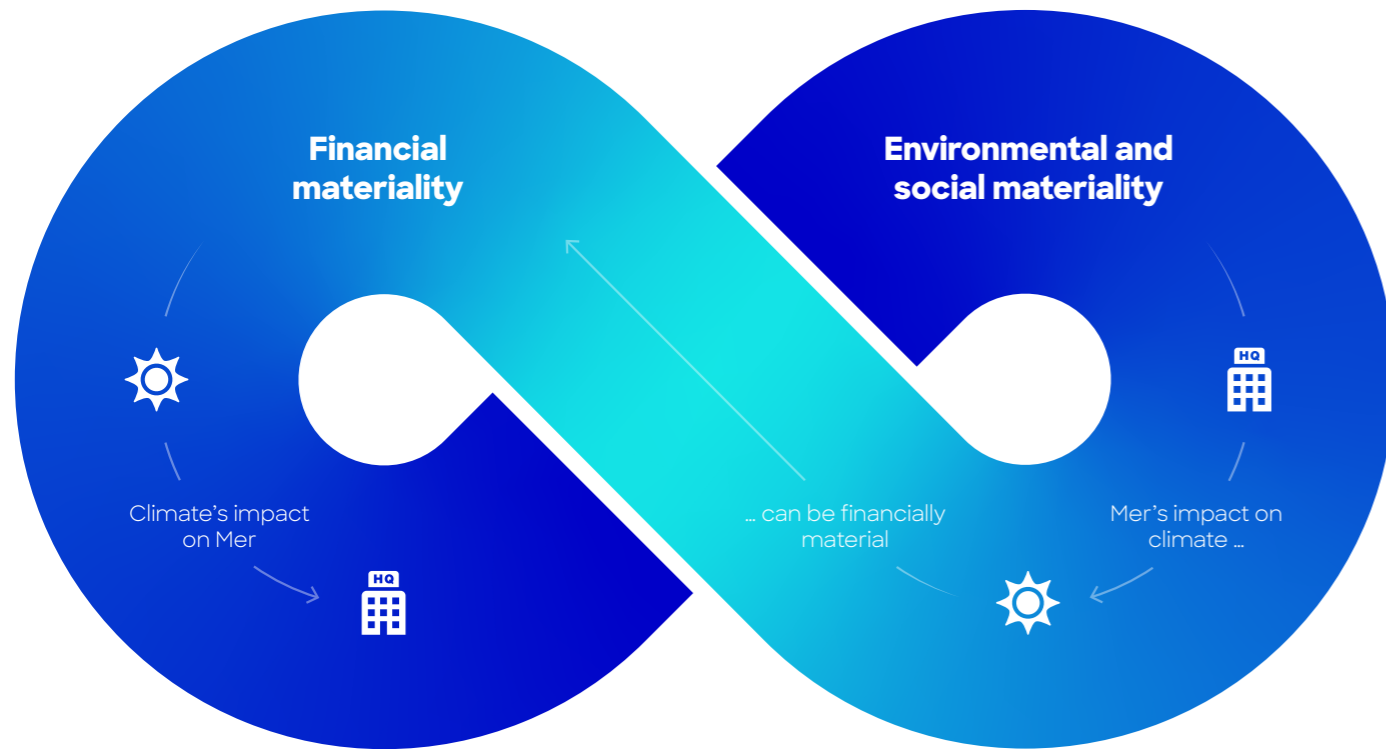 Financial
materiality
Environmental and
social materiality
HQ
Climate's impact
on Mer
HQ
... can be financially
material
Mer's impact on
climate ...